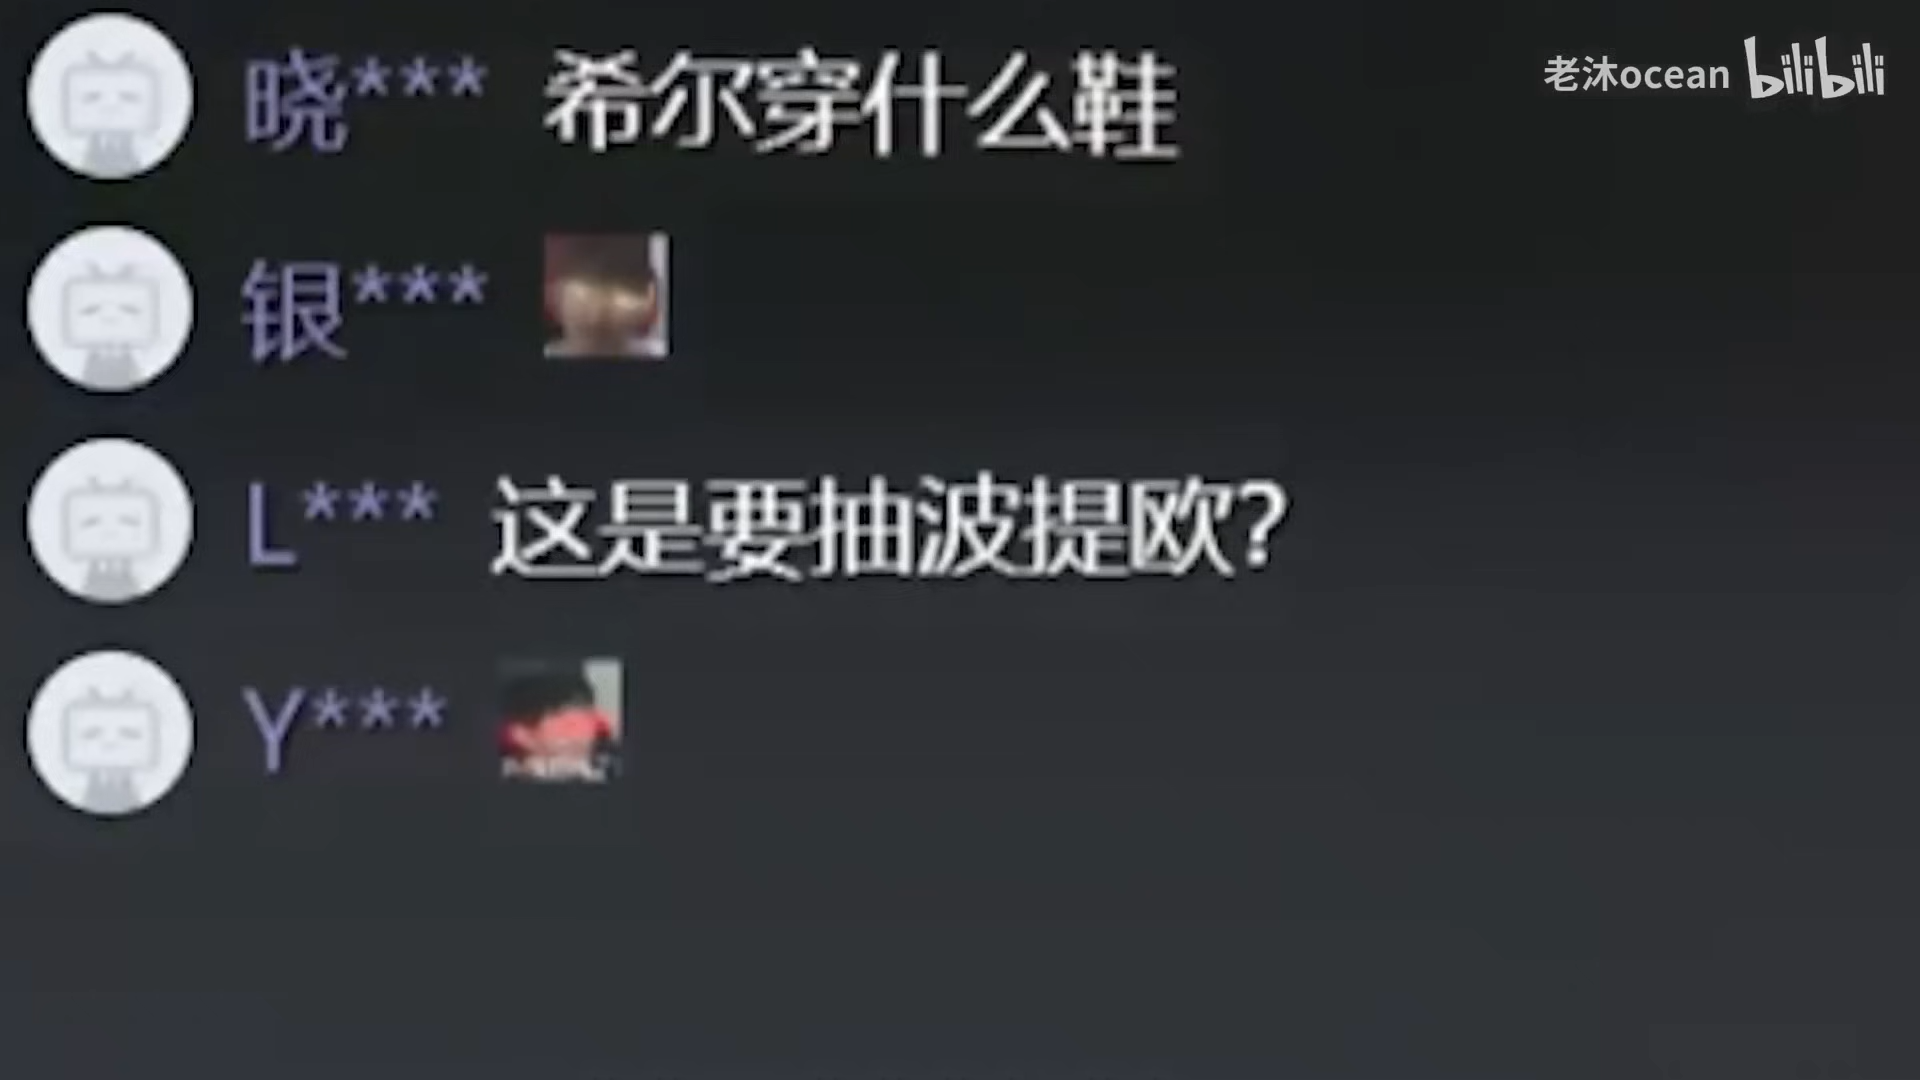 老沐ocean bilibili
晓*** 希尔穿什么鞋
银***
L*** 这是要抽波提欧?
Y***